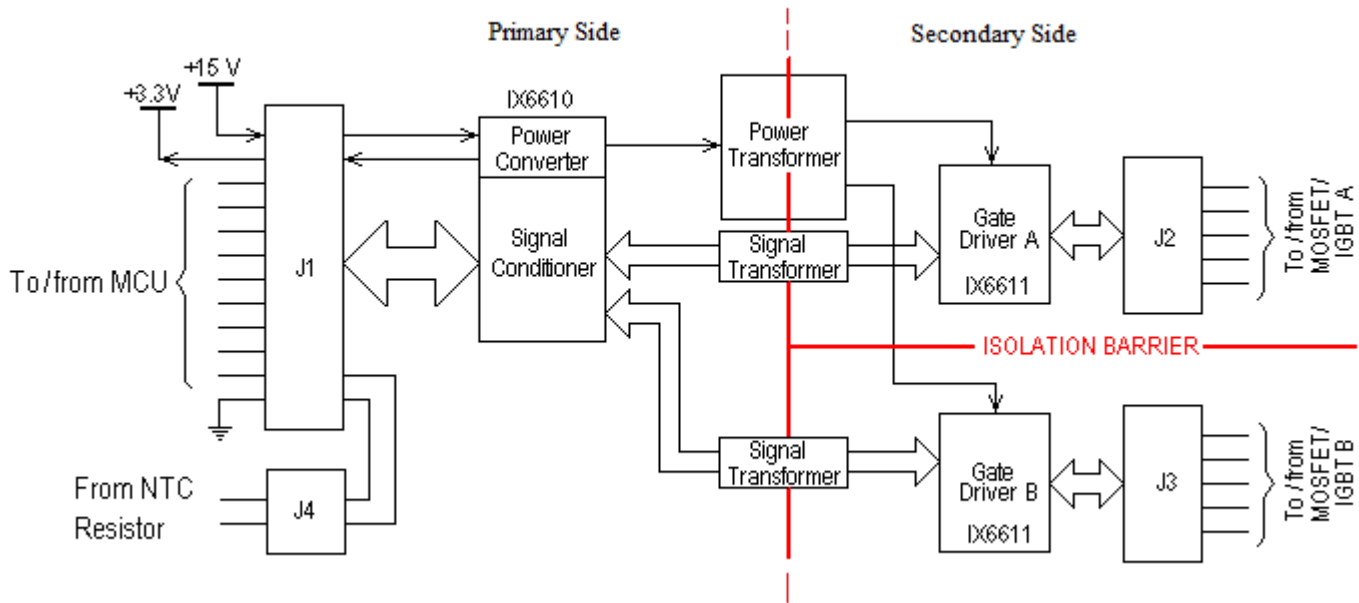 Primary Side
Secondary Side
+15 V
+3.3V
IX6610
Power
Converter
Power
Transformer
Signal
Conditioner
Signal
Transformer
Gate
Driver A
IX6611
J1
J2
To/from
MOSFET/
IGBT A
To/from MCU
ISOLATION BARRIER
Signal
Transformer
Gate
Driver B
IX6611
J3
To/from
MOSFET/
IGBT B
From NTC
Resistor
J4